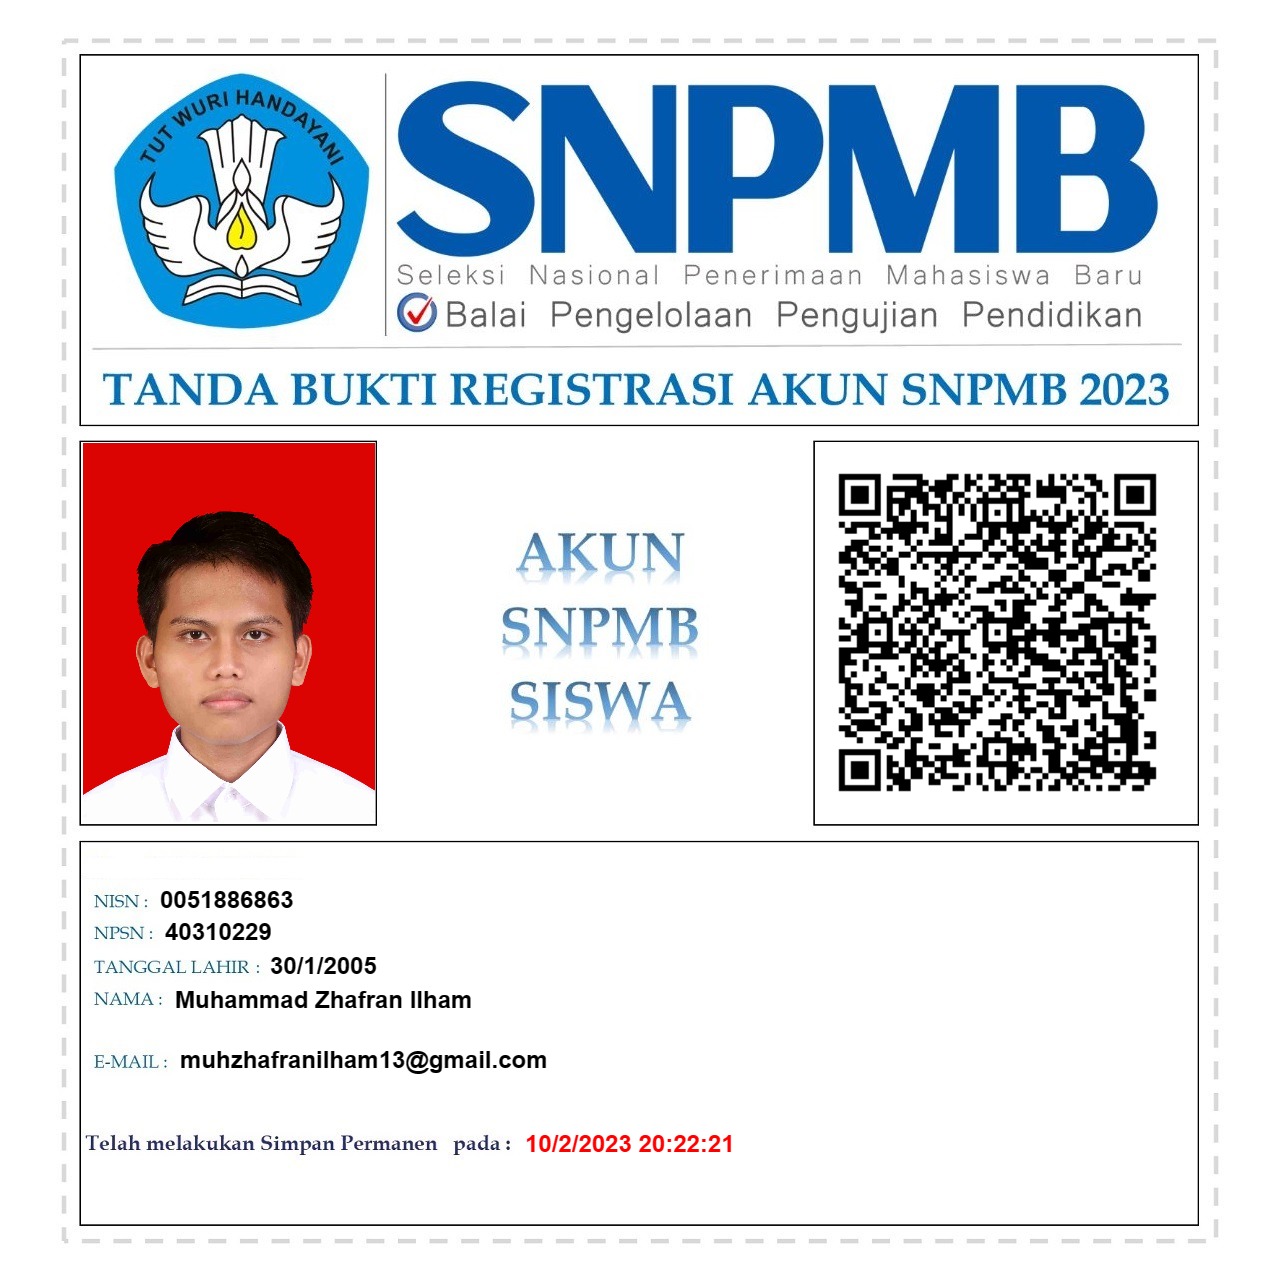 TUT WURI HANDAYANI
SNPMB
Seleksi Nasional Penerimaan Mahasiswa Baru
Balai Pengelolaan Pengujian Pendidikan
TANDA BUKTI REGISTRASI AKUN SNPMB 2023
AKUN
SNPMB
SISWA
NISN : 0051886863
NPSN : 40310229
TANGGAL LAHIR : 30/1/2005
NAMA : Muhammad Zhafran Ilham
E-MAIL : muhzhafranilham13@gmail.com
Telah melakukan Simpan Permanen pada : 10/2/2023 20:22:21